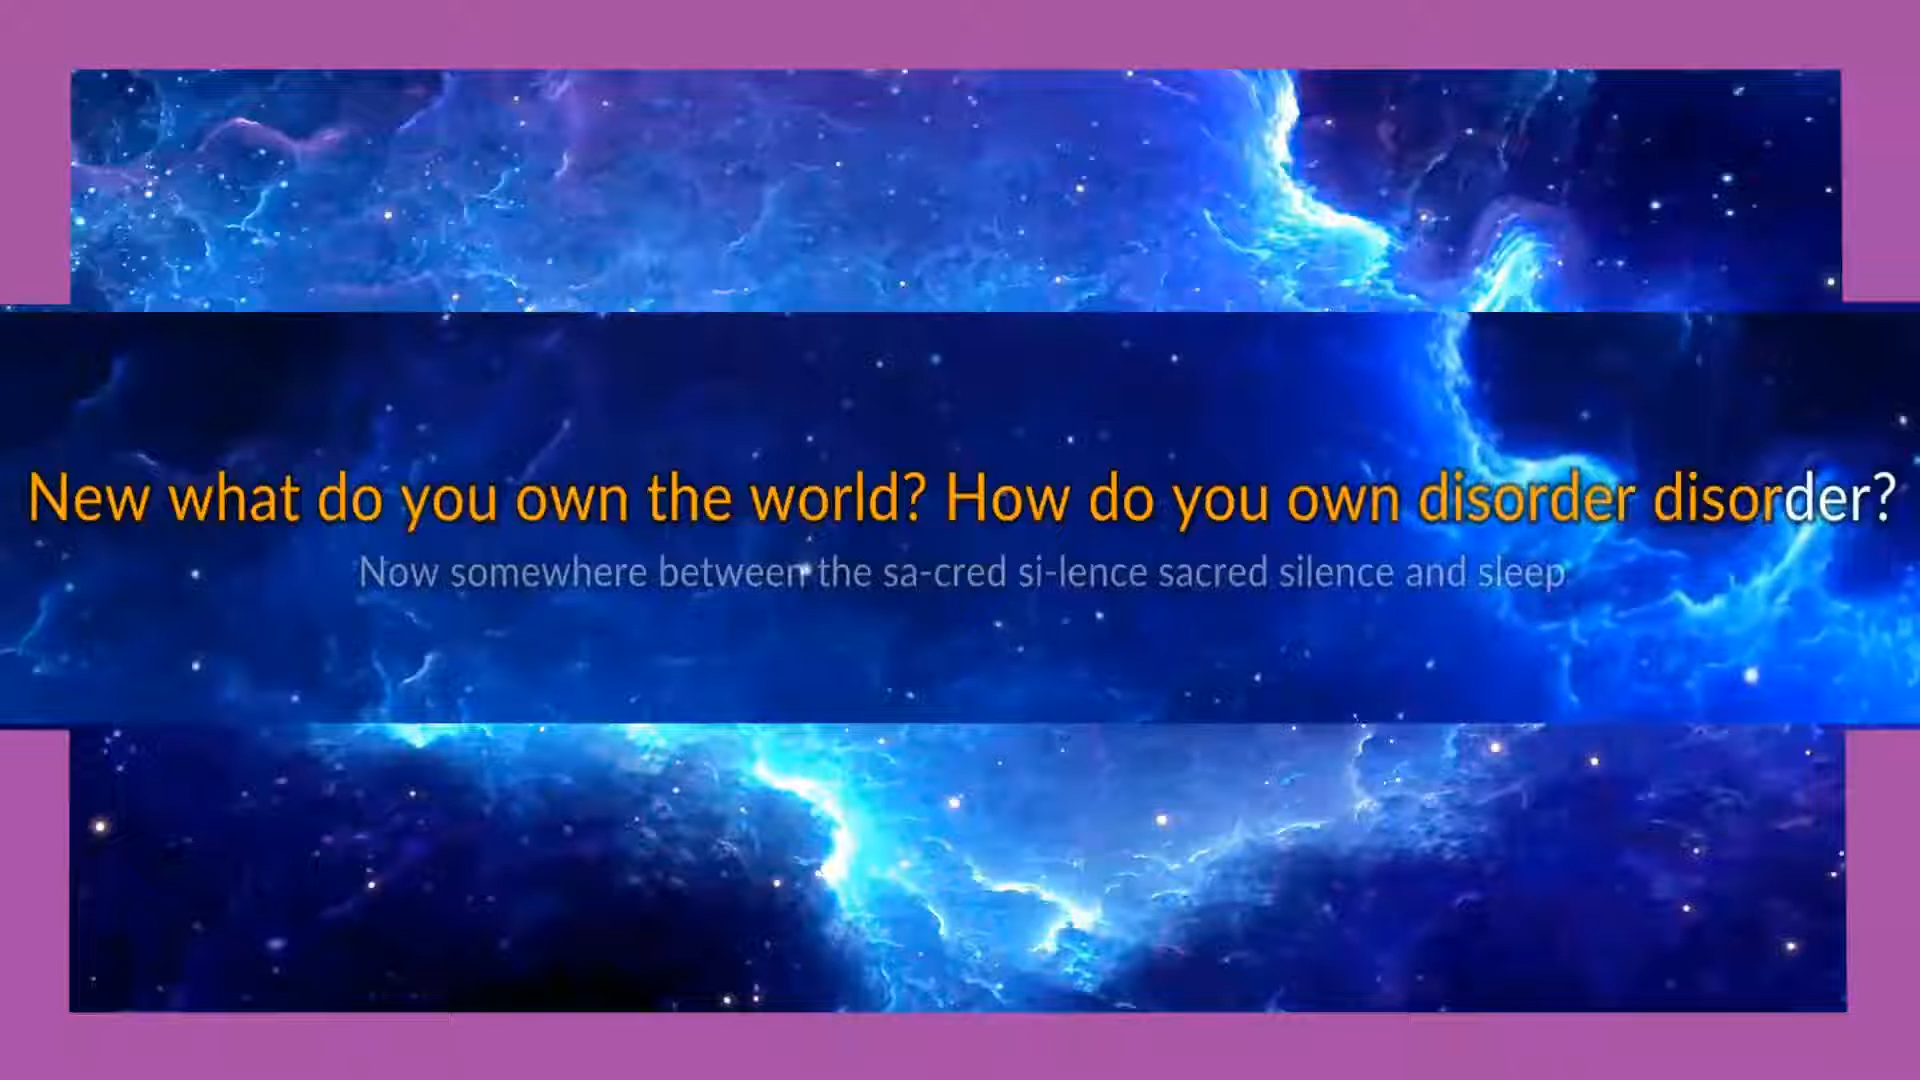 New what do you own the world? How do you own disorder disorder?
Now somewhere between the sa-cred si-lence sacred silence and sleep